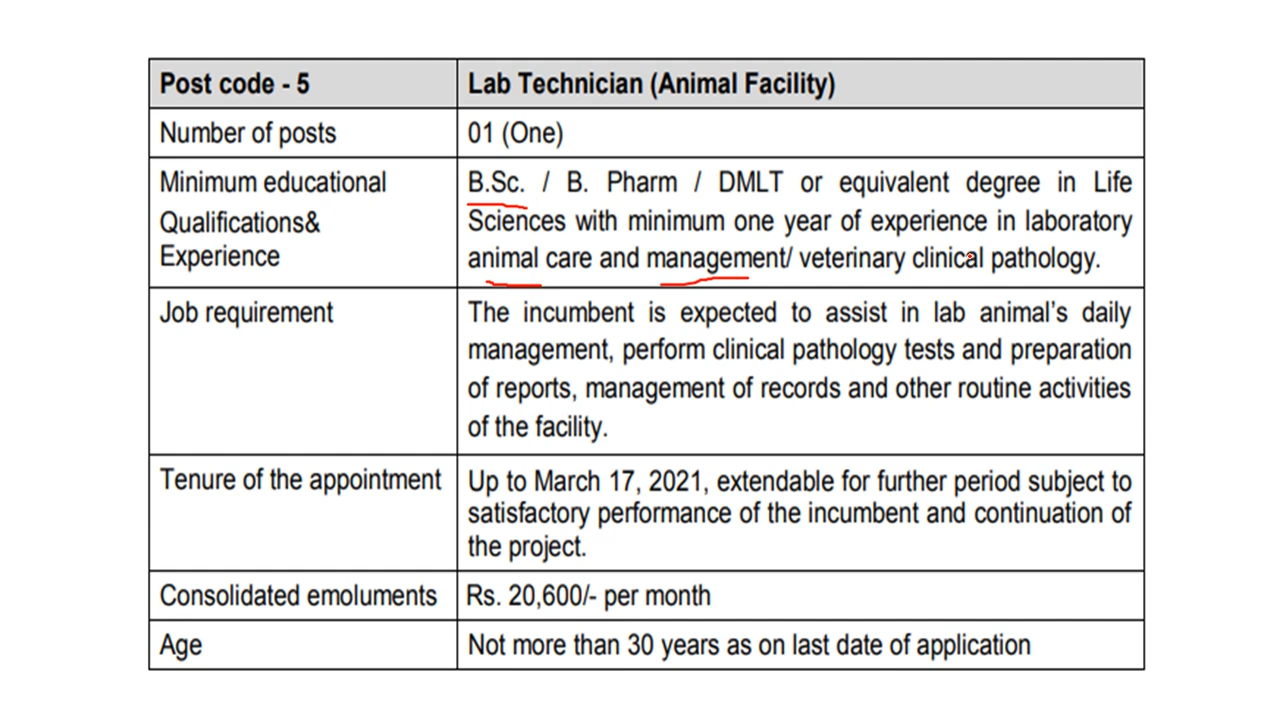 Post code - 5 Lab Technician (Animal Facility)
Number of posts 01 (One)
Minimum educational B.Sc. / B. Pharm / DMLT or equivalent degree in Life
Qualifications& Sciences with minimum one year of experience in laboratory
Experience animal care and management/ veterinary clinical pathology.
Job requirement The incumbent is expected to assist in lab animal's daily
management, perform clinical pathology tests and preparation
of reports, management of records and other routine activities
of the facility.
Tenure of the appointment Up to March 17, 2021, extendable for further period subject to
satisfactory performance of the incumbent and continuation of
the project.
Consolidated emoluments Rs. 20,600/- per month
Age Not more than 30 years as on last date of application